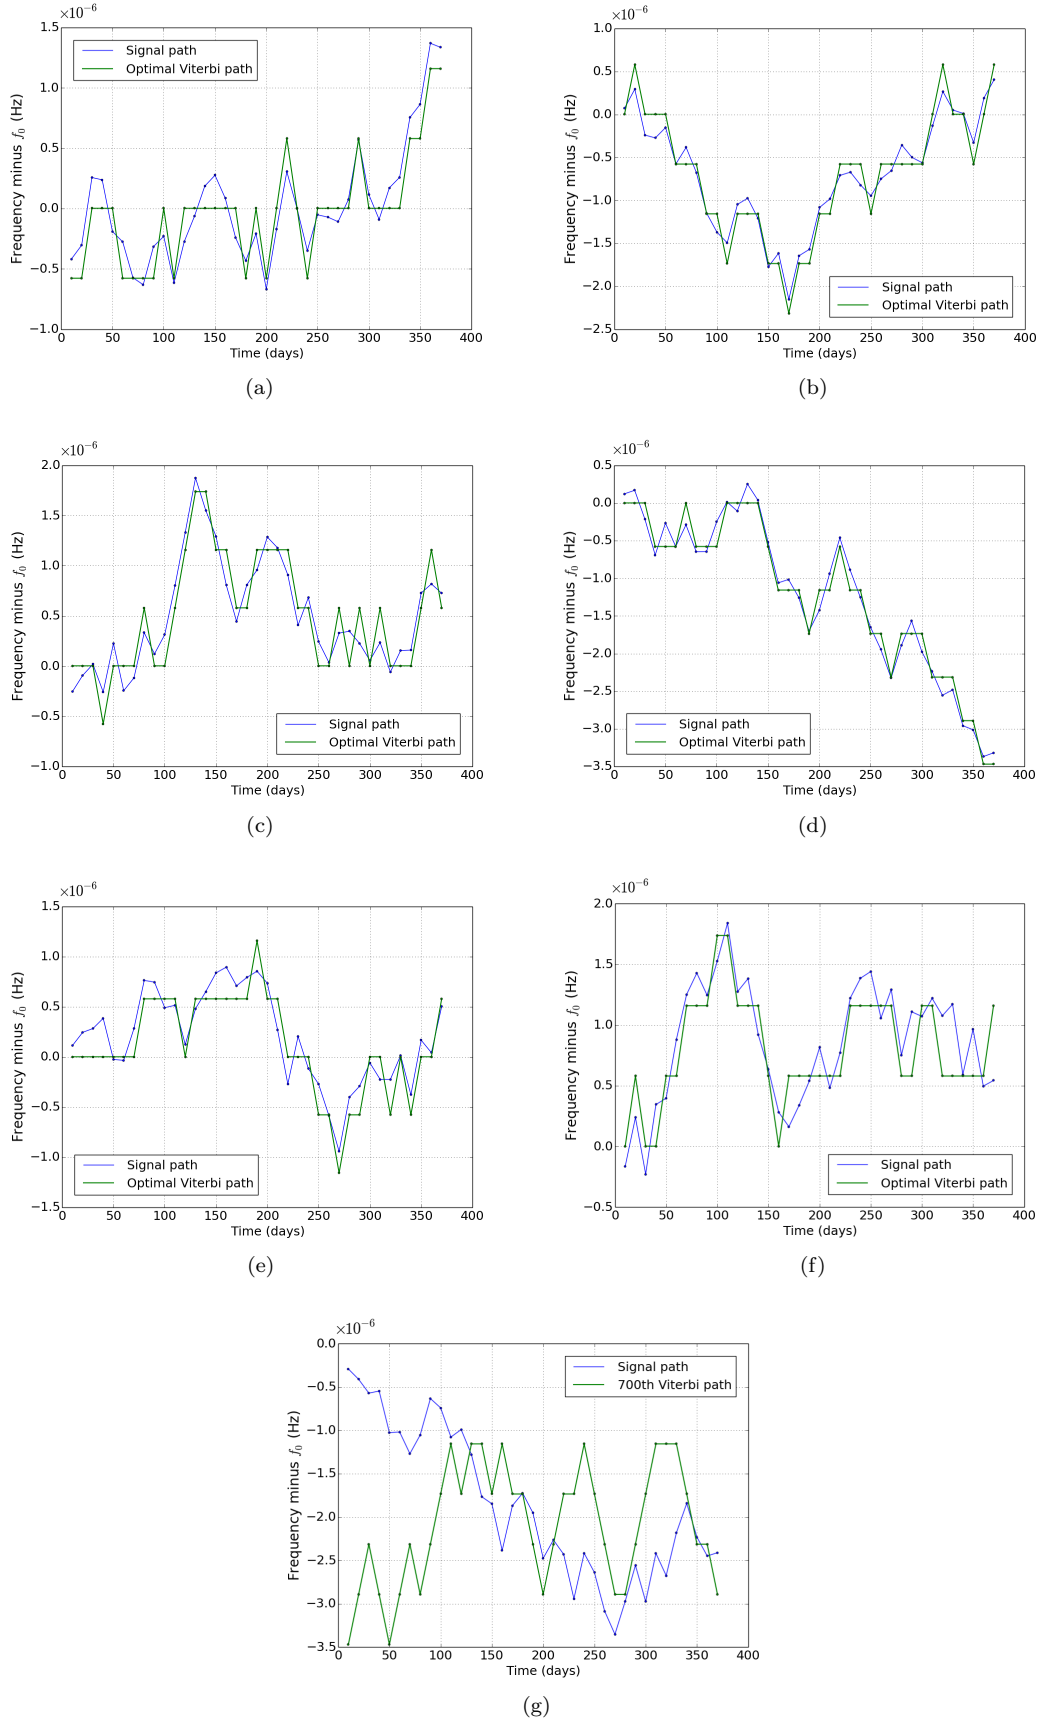 ×10⁻⁶
1.5
1.0
0.5
0.0
−0.5
−1.0
Frequency minus f₀ (Hz)
Signal path
Optimal Viterbi path
0 50 100 150 200 250 300 350 400
Time (days)
(a)
×10⁻⁶
1.0
0.5
0.0
−0.5
−1.0
−1.5
−2.0
−2.5
Frequency minus f₀ (Hz)
Signal path
Optimal Viterbi path
0 50 100 150 200 250 300 350 400
Time (days)
(b)
×10⁻⁶
2.0
1.5
1.0
0.5
0.0
−0.5
−1.0
Frequency minus f₀ (Hz)
Signal path
Optimal Viterbi path
0 50 100 150 200 250 300 350 400
Time (days)
(c)
×10⁻⁶
0.5
0.0
−0.5
−1.0
−1.5
−2.0
−2.5
−3.0
−3.5
Frequency minus f₀ (Hz)
Signal path
Optimal Viterbi path
0 50 100 150 200 250 300 350 400
Time (days)
(d)
×10⁻⁶
1.5
1.0
0.5
0.0
−0.5
−1.0
−1.5
Frequency minus f₀ (Hz)
Signal path
Optimal Viterbi path
0 50 100 150 200 250 300 350 400
Time (days)
(e)
×10⁻⁶
2.0
1.5
1.0
0.5
0.0
−0.5
Frequency minus f₀ (Hz)
Signal path
Optimal Viterbi path
0 50 100 150 200 250 300 350 400
Time (days)
(f)
×10⁻⁶
0.0
−0.5
−1.0
−1.5
−2.0
−2.5
−3.0
−3.5
Frequency minus f₀ (Hz)
Signal path
700th Viterbi path
0 50 100 150 200 250 300 350 400
Time (days)
(g)